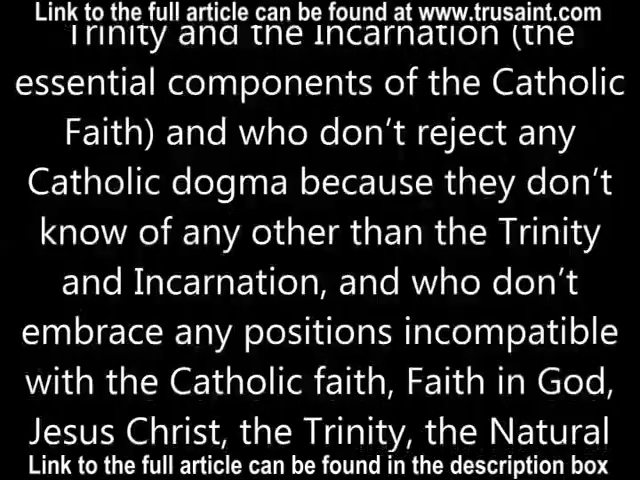 Link to the full article can be found at www.trusaint.com
Trinity and the Incarnation (the
essential components of the Catholic
Faith) and who don’t reject any
Catholic dogma because they don’t
know of any other than the Trinity
and Incarnation, and who don’t
embrace any positions incompatible
with the Catholic faith, Faith in God,
Jesus Christ, the Trinity, the Natural
Link to the full article can be found in the description box